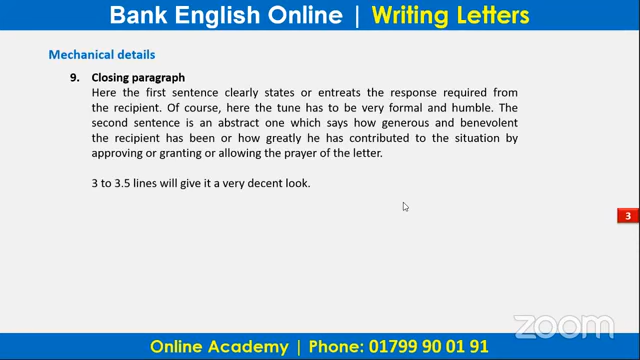 Bank English Online | Writing Letters
Mechanical details
9. Closing paragraph
Here the first sentence clearly states or entreats the response required from
the recipient. Of course, here the tune has to be very formal and humble. The
second sentence is an abstract one which says how generous and benevolent
the recipient has been or how greatly he has contributed to the situation by
approving or granting or allowing the prayer of the letter.
3 to 3.5 lines will give it a very decent look.
3
zoom
Online Academy | Phone: 01799 90 01 91